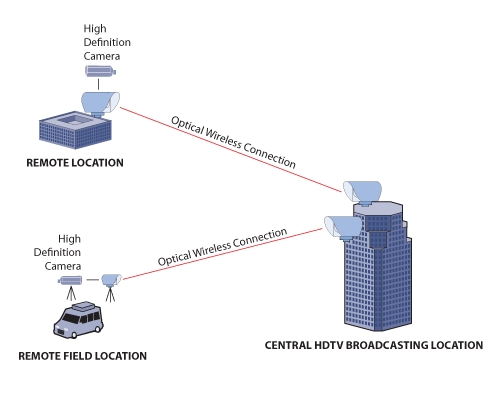 High
Definition
Camera
Optical Wireless Connection
REMOTE LOCATION
High
Definition
Camera
Optical Wireless Connection
REMOTE FIELD LOCATION
CENTRAL HDTV BROADCASTING LOCATION